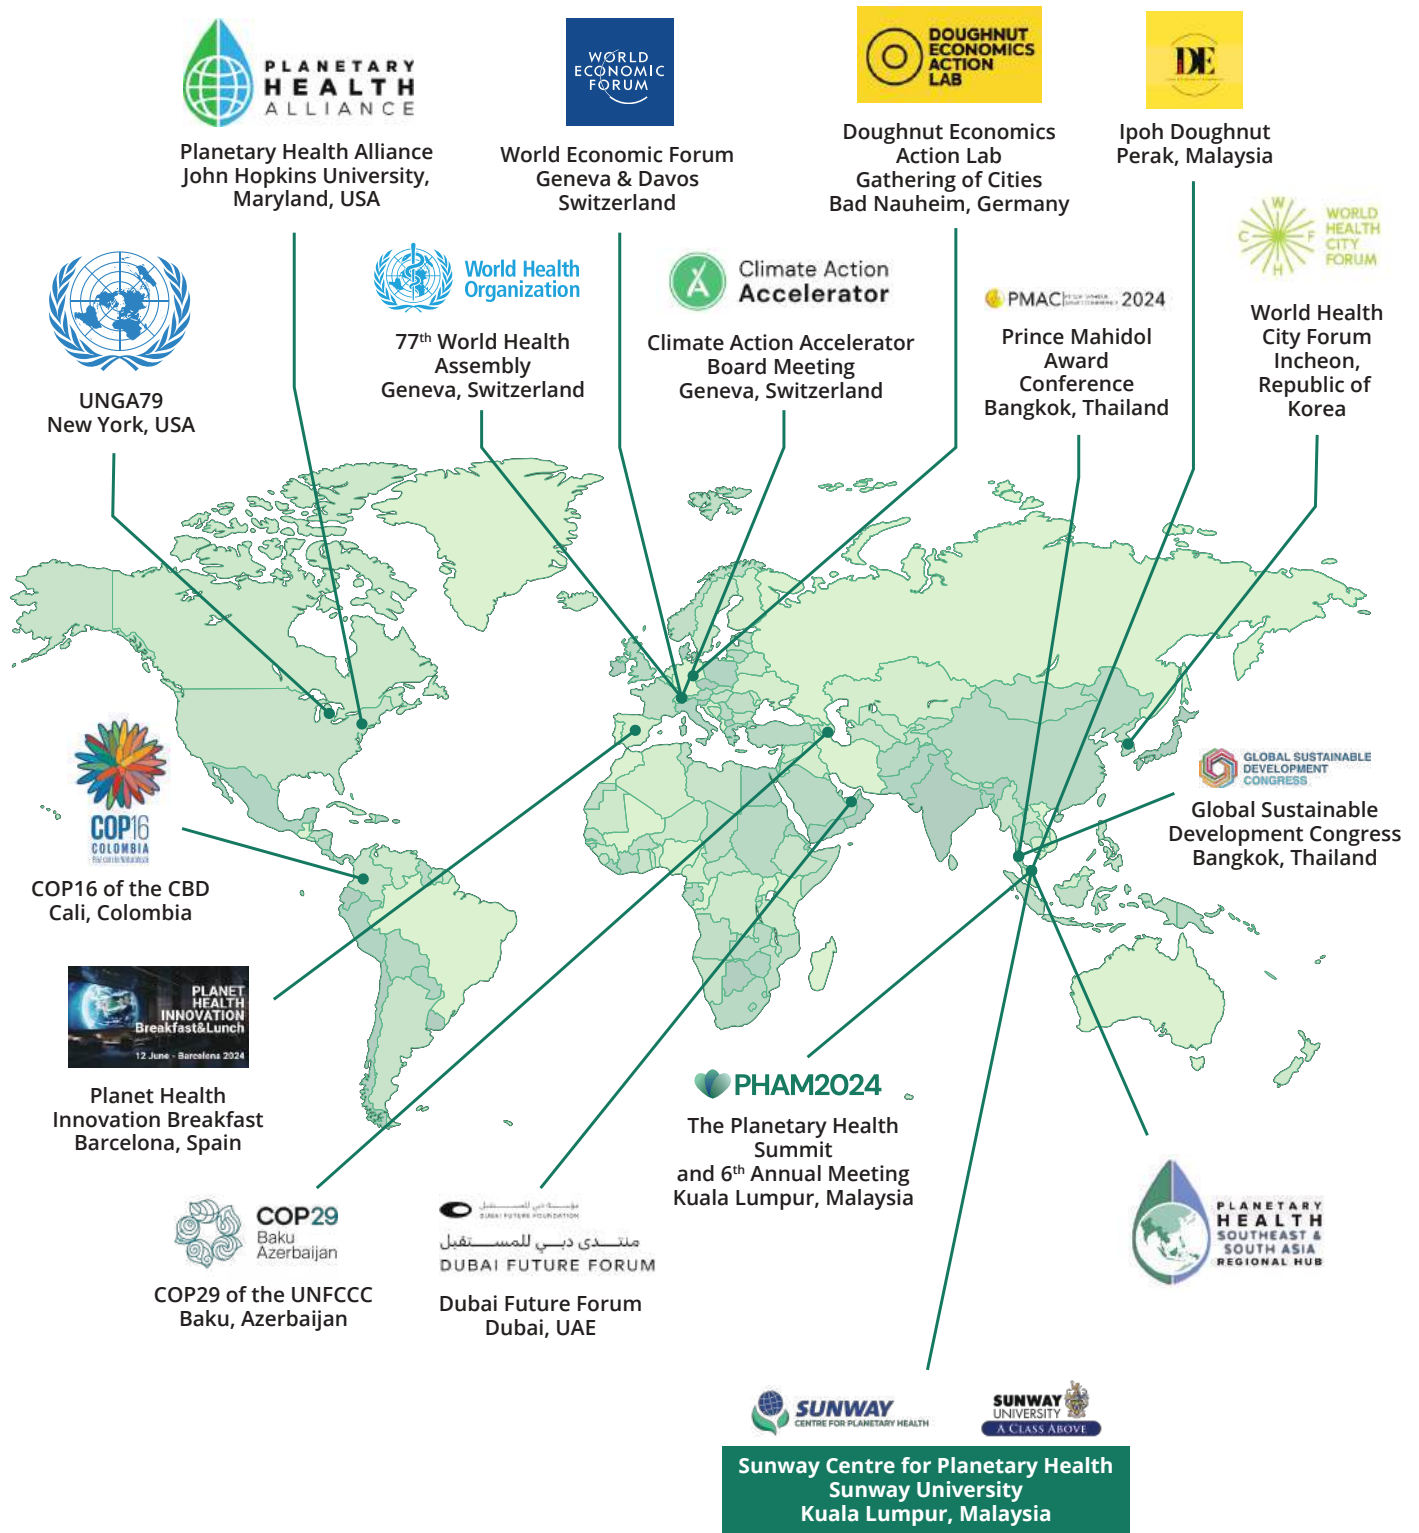 PLANETARY
HEALTH
ALLIANCE
Planetary Health Alliance
John Hopkins University,
Maryland, USA
WORLD
ECONOMIC
FORUM
World Economic Forum
Geneva & Davos
Switzerland
DOUGHNUT
ECONOMICS
ACTION
LAB
Doughnut Economics
Action Lab
Gathering of Cities
Bad Nauheim, Germany
DE
Ipoh Doughnut
Perak, Malaysia
UNGA79
New York, USA
World Health
Organization
77th World Health
Assembly
Geneva, Switzerland
Climate Action
Accelerator
Climate Action Accelerator
Board Meeting
Geneva, Switzerland
PMAC 2024
Prince Mahidol
Award
Conference
Bangkok, Thailand
W
C F
H
WORLD
HEALTH
CITY
FORUM
World Health
City Forum
Incheon,
Republic of
Korea
COP16
COLOMBIA
COP16 of the CBD
Cali, Colombia
GLOBAL SUSTAINABLE
DEVELOPMENT
CONGRESS
Global Sustainable
Development Congress
Bangkok, Thailand
PLANET
HEALTH
INNOVATION
Breakfast&Lunch
12 June - Barcelona 2024
Planet Health
Innovation Breakfast
Barcelona, Spain
COP29
Baku
Azerbaijan
COP29 of the UNFCCC
Baku, Azerbaijan
مؤسسة دبي للمستقبل
DUBAI FUTURE FOUNDATION
منتدى دبي للمستقبل
DUBAI FUTURE FORUM
Dubai Future Forum
Dubai, UAE
PHAM2024
The Planetary Health
Summit
and 6th Annual Meeting
Kuala Lumpur, Malaysia
PLANETARY
HEALTH
SOUTHEAST &
SOUTH ASIA
REGIONAL HUB
SUNWAY
CENTRE FOR PLANETARY HEALTH
SUNWAY
UNIVERSITY
A CLASS ABOVE
Sunway Centre for Planetary Health
Sunway University
Kuala Lumpur, Malaysia